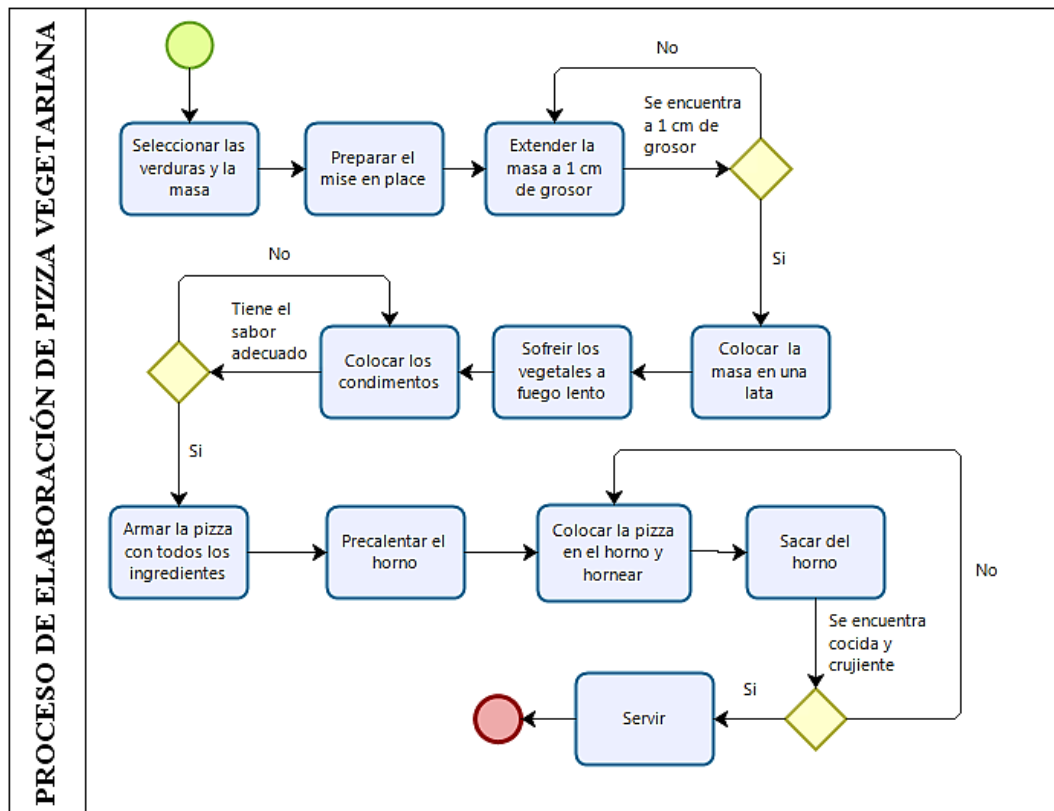 PROCESO DE ELABORACIÓN DE PIZZA VEGETARIANA
Seleccionar las
verduras y la
masa
Preparar el
mise en place
Extender la
masa a 1 cm
de grosor
No
Se encuentra
a 1 cm de
grosor
Si
Colocar la
masa en una
lata
Sofreir los
vegetales a
fuego lento
Colocar los
condimentos
No
Tiene el
sabor
adecuado
Si
Armar la pizza
con todos los
ingredientes
Precalentar el
horno
Colocar la pizza
en el horno y
hornear
Sacar del
horno
No
Se encuentra
cocida y
crujiente
Si
Servir